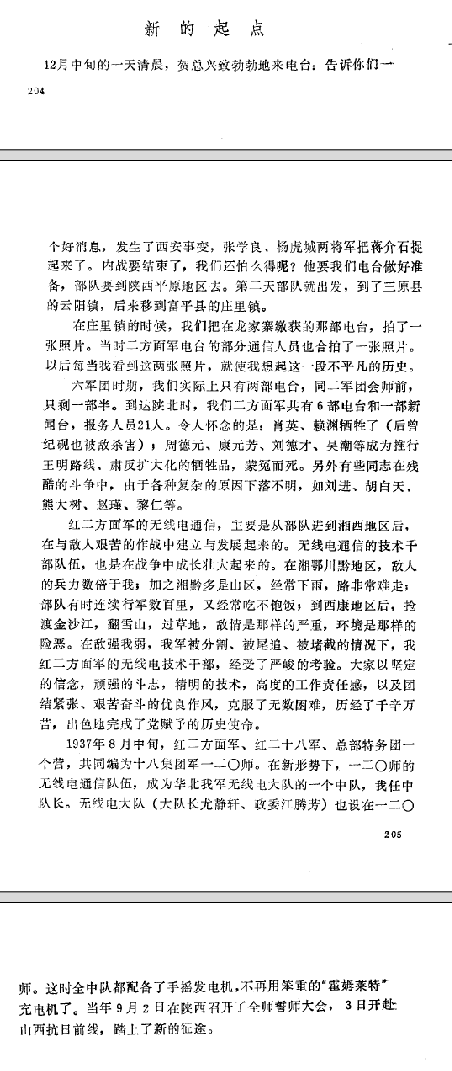 新的起点
12月中旬的一天清晨，贺总兴致勃勃地来电台：告诉你们一
204
个好消息，发生了西安事变，张学良、杨虎城两将军把蒋介石捉
起来了。内战要结束了，我们还怕么得呢？他要我们电台做好准
备，部队要到陕西平原地区去。第二天部队就出发，到了三原县
的云阳镇，后来移到富平县的庄里镇。
在庄里镇的时候，我们把在龙家寨缴获的那部电台，拍了一
张照片。当时二方面军电台的部分通信人员也合拍了一张照片。
以后每当我看到这两张照片，就使我想起这一段不平凡的历史。
六军团时期，我们实际上只有两部电台，同二军团会师前，
只剩一部半。到达陕北时，我们二方面军共有6部电台和一部新
闻台，报务人员21人。令人怀念的是：肖英、赖渊牺牲了（后曾
纪砚也被敌杀害）；周德元、康元芳、刘德才、吴潮等成为推行
王明路线、肃反扩大化的牺牲品，蒙冤而死。另外有些同志在残
酷的斗争中，由于各种复杂的原因下落不明，如刘进、胡白天、
熊大树、赵瑾、黎仁等。
红二方面军的无线电通信，主要是从部队进到湘西地区后，
在与敌人艰苦的作战中建立与发展起来的。无线电通信的技术干
部队伍，也是在战争中成长壮大起来的。在湘鄂川黔地区，敌人
的兵力数倍于我；加之湘黔多是山区，经常下雨，路非常难走；
部队有时连续行军数百里，又经常吃不饱饭；到西康地区后，抢
渡金沙江，翻雪山，过草地，敌情是那样的严重，环境是那样的
险恶。在敌强我弱，我军被分割、被尾追、被堵截的情况下，我
红二方面军的无线电技术干部，经受了严峻的考验。大家以坚定
的信念，顽强的斗志，精明的技术，高度的工作责任感，以及团
结紧张、艰苦奋斗的优良作风，克服了无数困难，历经了千辛万
苦，出色地完成了党赋予的历史使命。
1937年8月中旬，红二方面军、红二十八军、总部特务团一
个营，共同编为十八集团军一二〇师。在新形势下，一二〇师的
无线电通信队伍，成为华北我军无线电大队的一个中队，我任中
队长。无线电大队（大队长尤静轩、政委江腾芳）也设在一二〇
205
师。这时全中队都配备了手摇发电机，不再用笨重的“霍姆莱特”
充电机了。当年9月2日在陕西召开了全师誓师大会，3日开赴
山西抗日前线，踏上了新的征途。